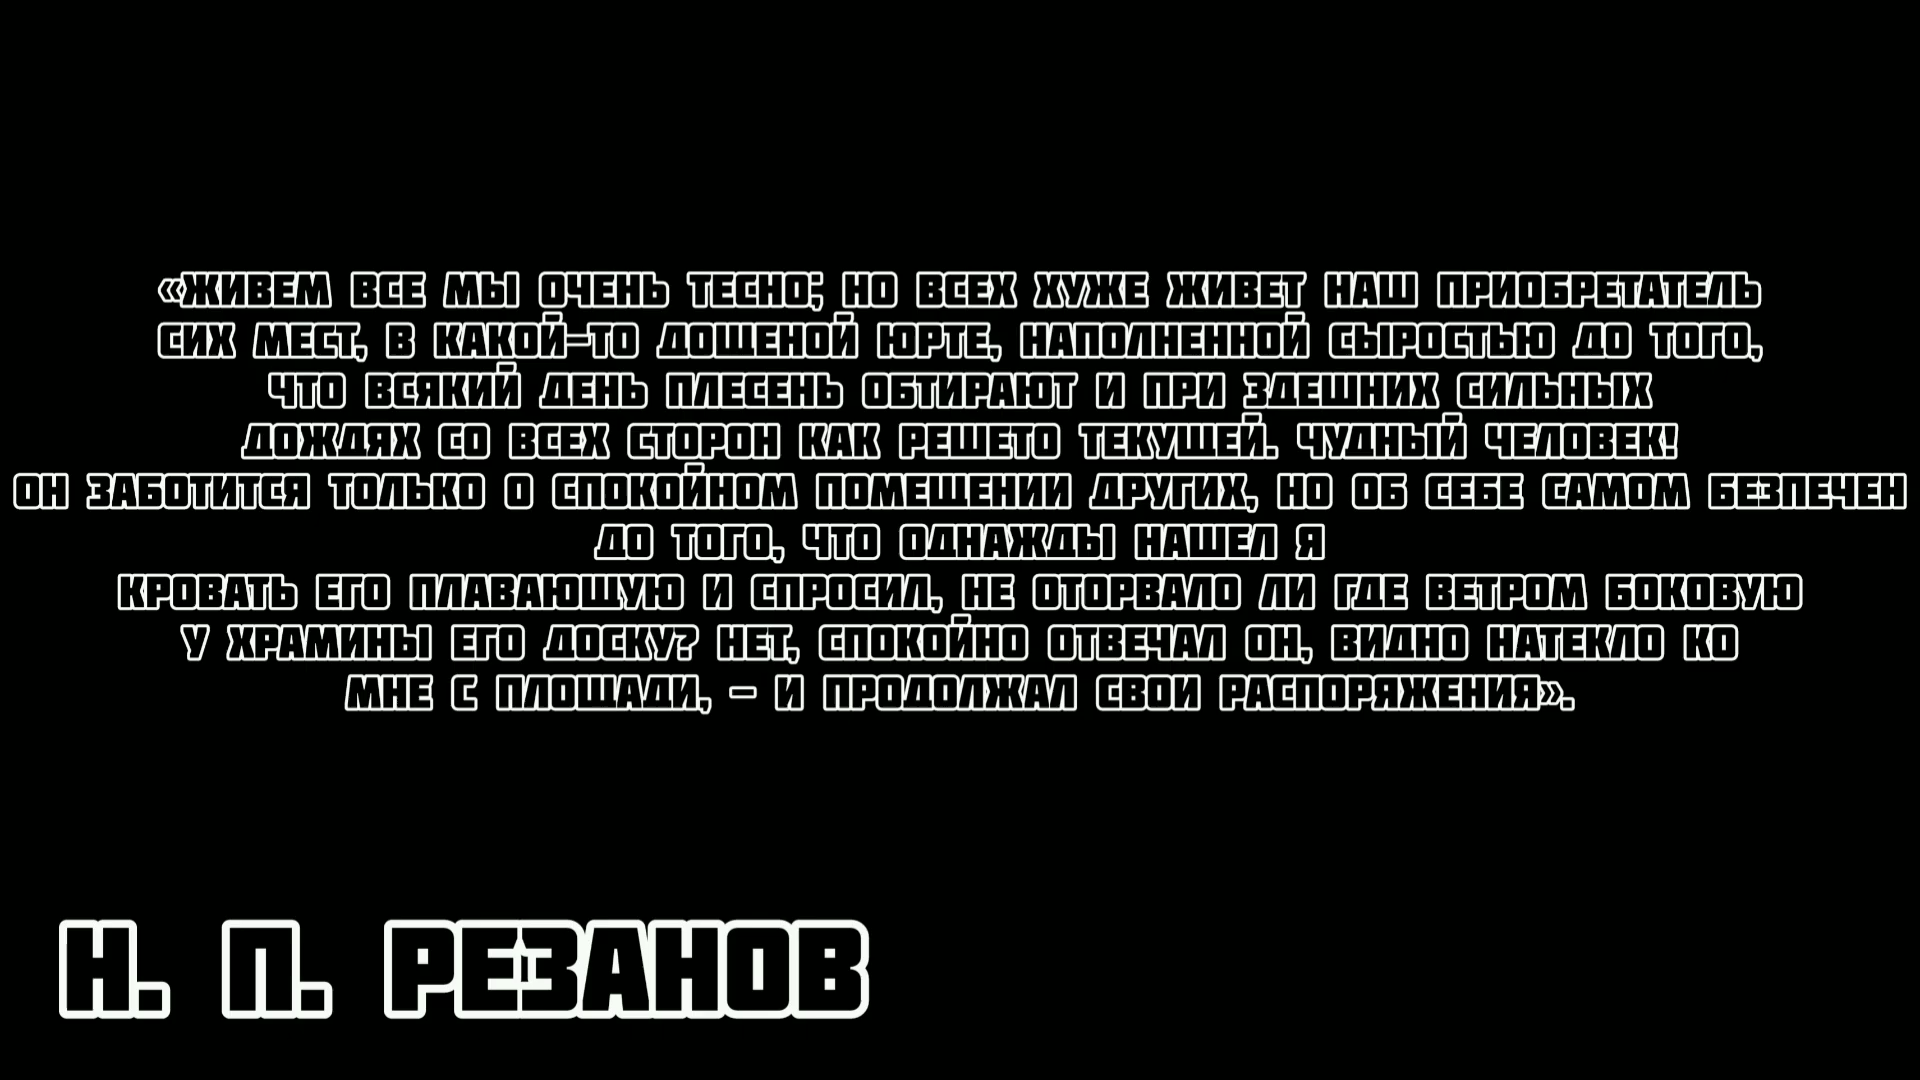 «ЖИВЕМ ВСЕ МЫ ОЧЕНЬ ТЕСНО; НО ВСЕХ ХУЖЕ ЖИВЕТ НАШ ПРИОБРЕТАТЕЛЬ
СИХ МЕСТ, В КАКОЙ-ТО ДОЩЕНОЙ ЮРТЕ, НАПОЛНЕННОЙ СЫРОСТЬЮ ДО ТОГО,
ЧТО ВСЯКИЙ ДЕНЬ ПЛЕСЕНЬ ОБТИРАЮТ И ПРИ ЗДЕШНИХ СИЛЬНЫХ
ДОЖДЯХ СО ВСЕХ СТОРОН КАК РЕШЕТО ТЕКУЩЕЙ. ЧУДНЫЙ ЧЕЛОВЕК!
ОН ЗАБОТИТСЯ ТОЛЬКО О СПОКОЙНОМ ПОМЕЩЕНИИ ДРУГИХ, НО ОБ СЕБЕ САМОМ БЕЗПЕЧЕН
ДО ТОГО, ЧТО ОДНАЖДЫ НАШЕЛ Я
КРОВАТЬ ЕГО ПЛАВАЮЩУЮ И СПРОСИЛ, НЕ ОТОРВАЛО ЛИ ГДЕ ВЕТРОМ БОКОВУЮ
У ХРАМИНЫ ЕГО ДОСКУ? НЕТ, СПОКОЙНО ОТВЕЧАЛ ОН, ВИДНО НАТЕКЛО КО
МНЕ С ПЛОЩАДИ, – И ПРОДОЛЖАЛ СВОИ РАСПОРЯЖЕНИЯ».
Н. П. РЕЗАНОВ